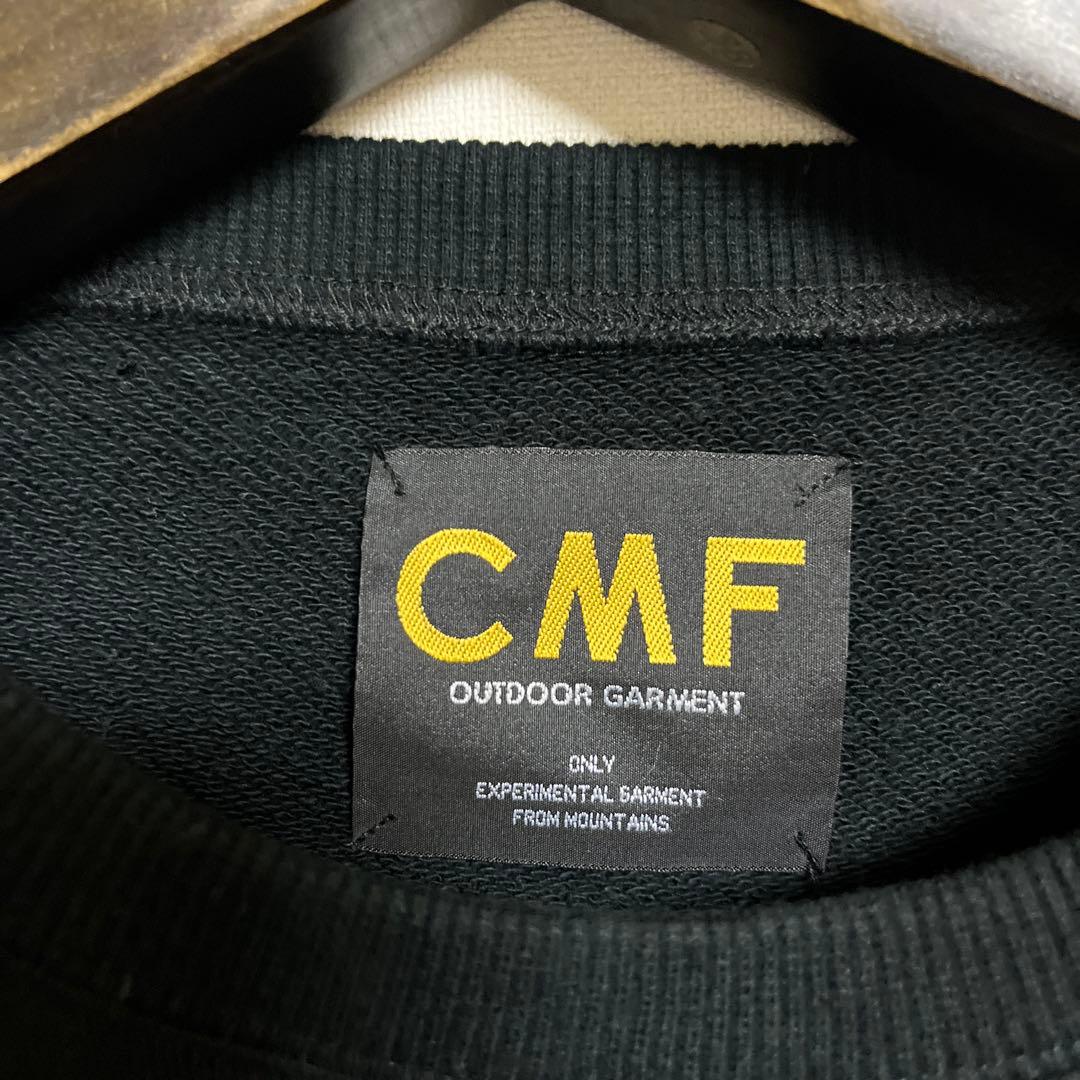 CMF
OUTDOOR GARMENT
ONLY
EXPERIMENTAL GARMENT
FROM MOUNTAINS